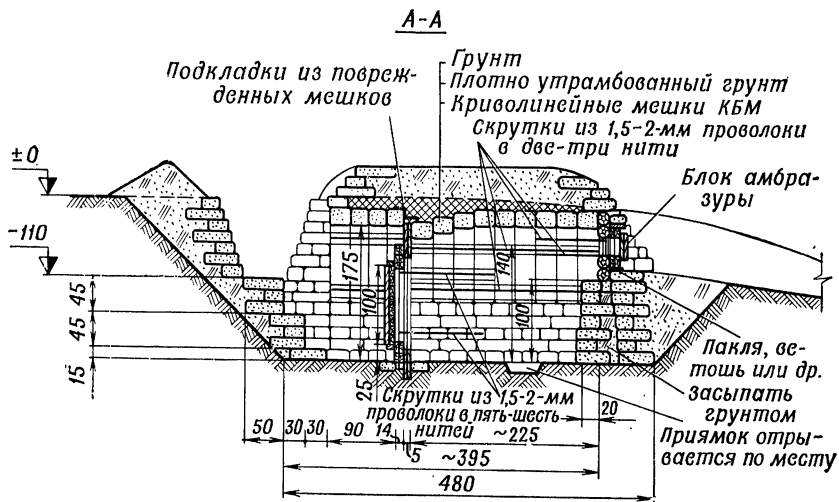 А-А
Грунт
Подкладки из повреж-
денных мешков
Плотно утрамбованный грунт
Криволинейные мешки КБМ
Скрутки из 1,5-2-мм проволоки
в две-три нити
±0
Блок амбра-
зуры
-110
175
140
100
100
45
45
15
25
Пакля, ве-
тошь или др.
засыпать
грунтом
Приямок отры-
вается по месту
Скрутки из 1,5-2-мм
проволоки в пять-шесть
нитей
20
50
30
30
90
14
5
~225
~395
480